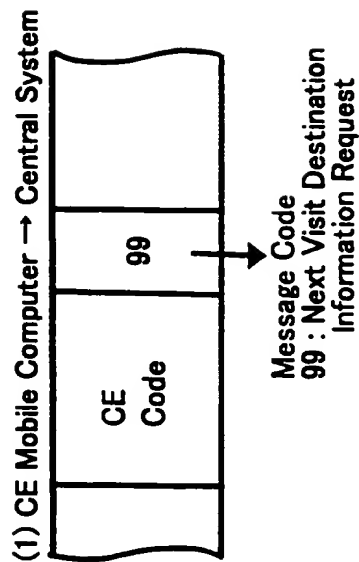 (1) CE Mobile Computer → Central System
CE
Code
99
Message Code
99 : Next Visit Destination
Information Request